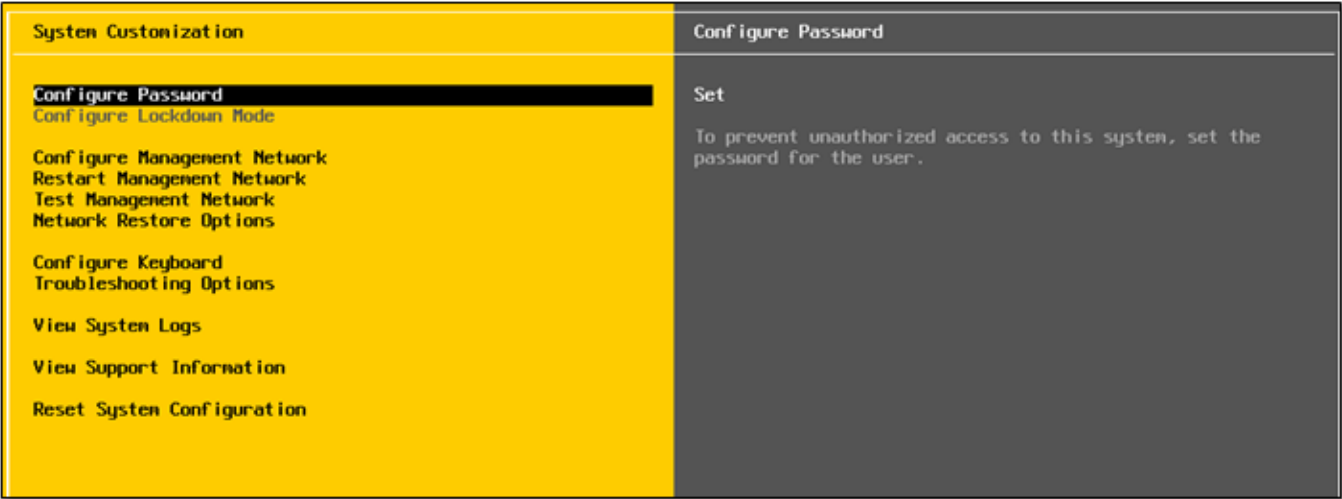 System Customization
Configure Password
Configure Lockdown Mode
Configure Management Network
Restart Management Network
Test Management Network
Network Restore Options
Configure Keyboard
Troubleshooting Options
View System Logs
View Support Information
Reset System Configuration
Configure Password
Set
To prevent unauthorized access to this system, set the
password for the user.